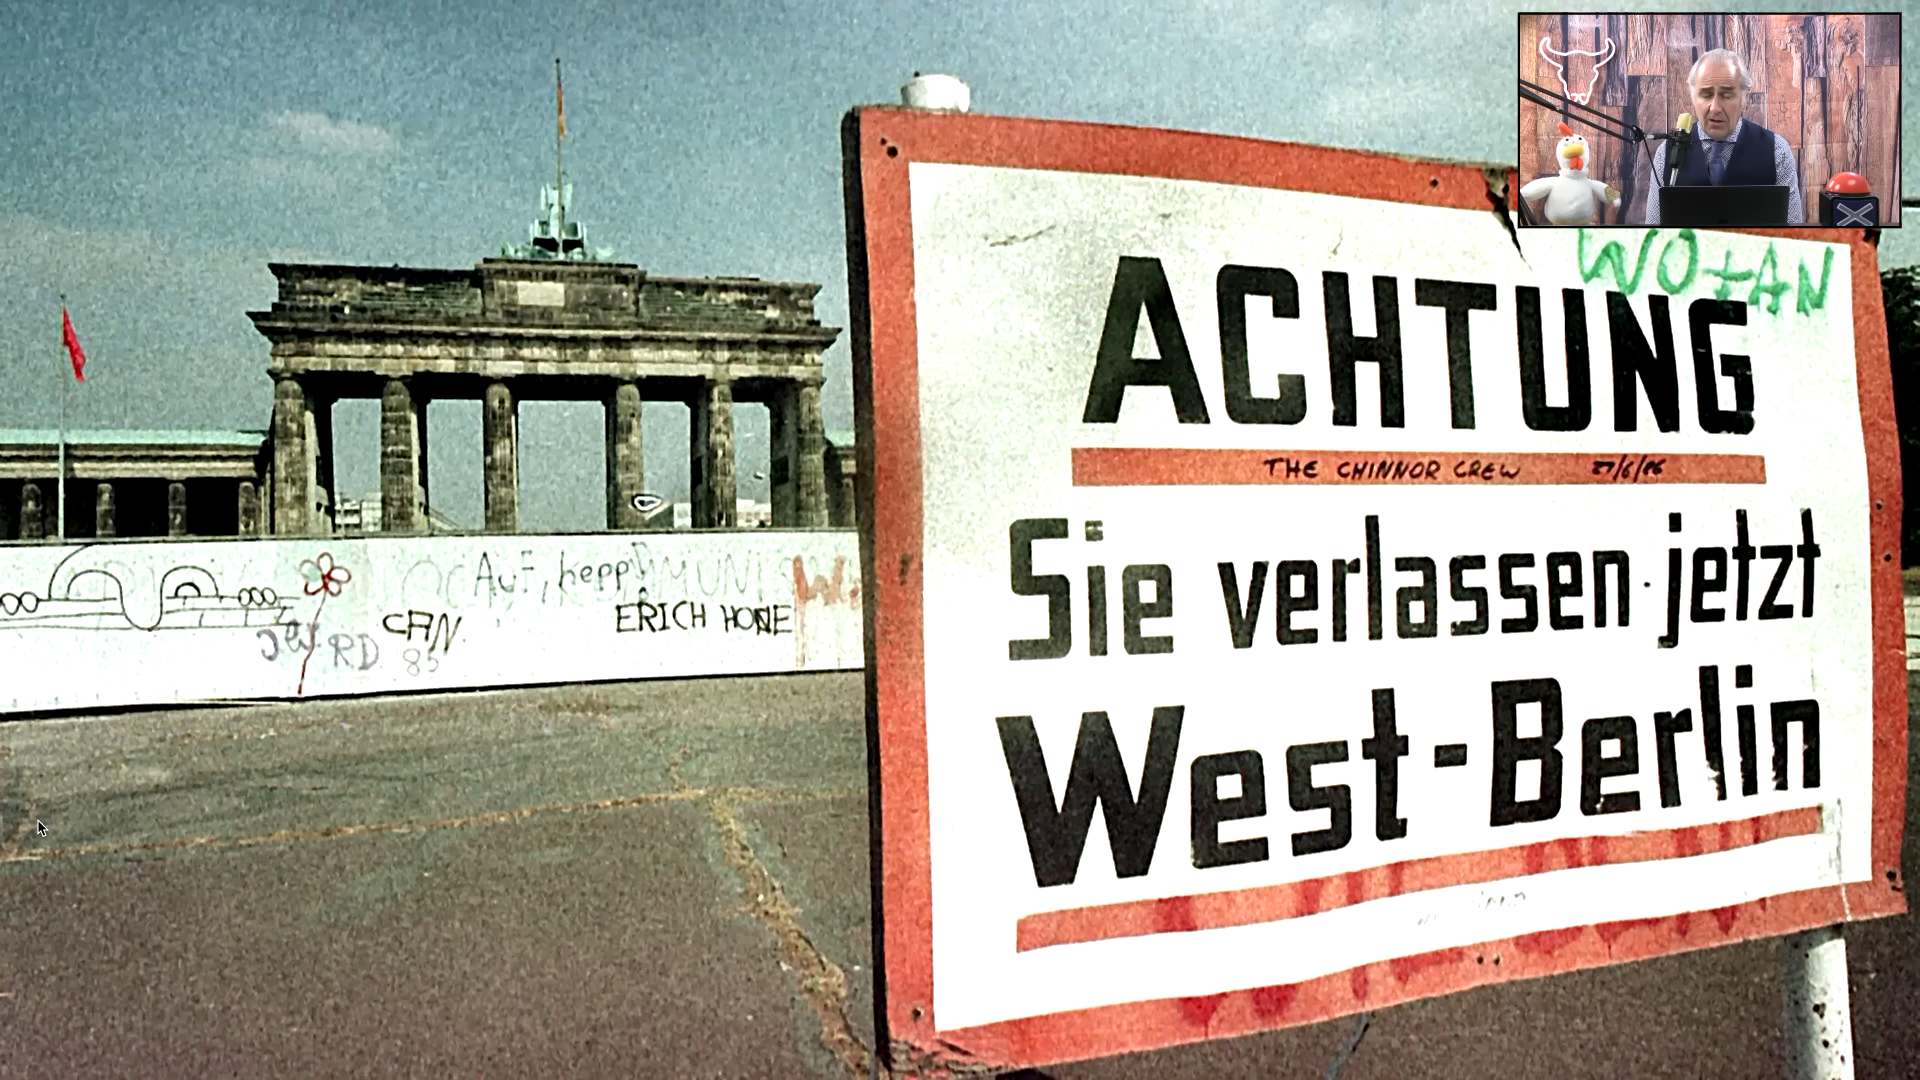 WOTAN
ACHTUNG
THE CHINNOR CREW 27/6/86
Sie verlassen jetzt
West-Berlin
Auf, hepp!
ERICH HONE
CAN
85
RD